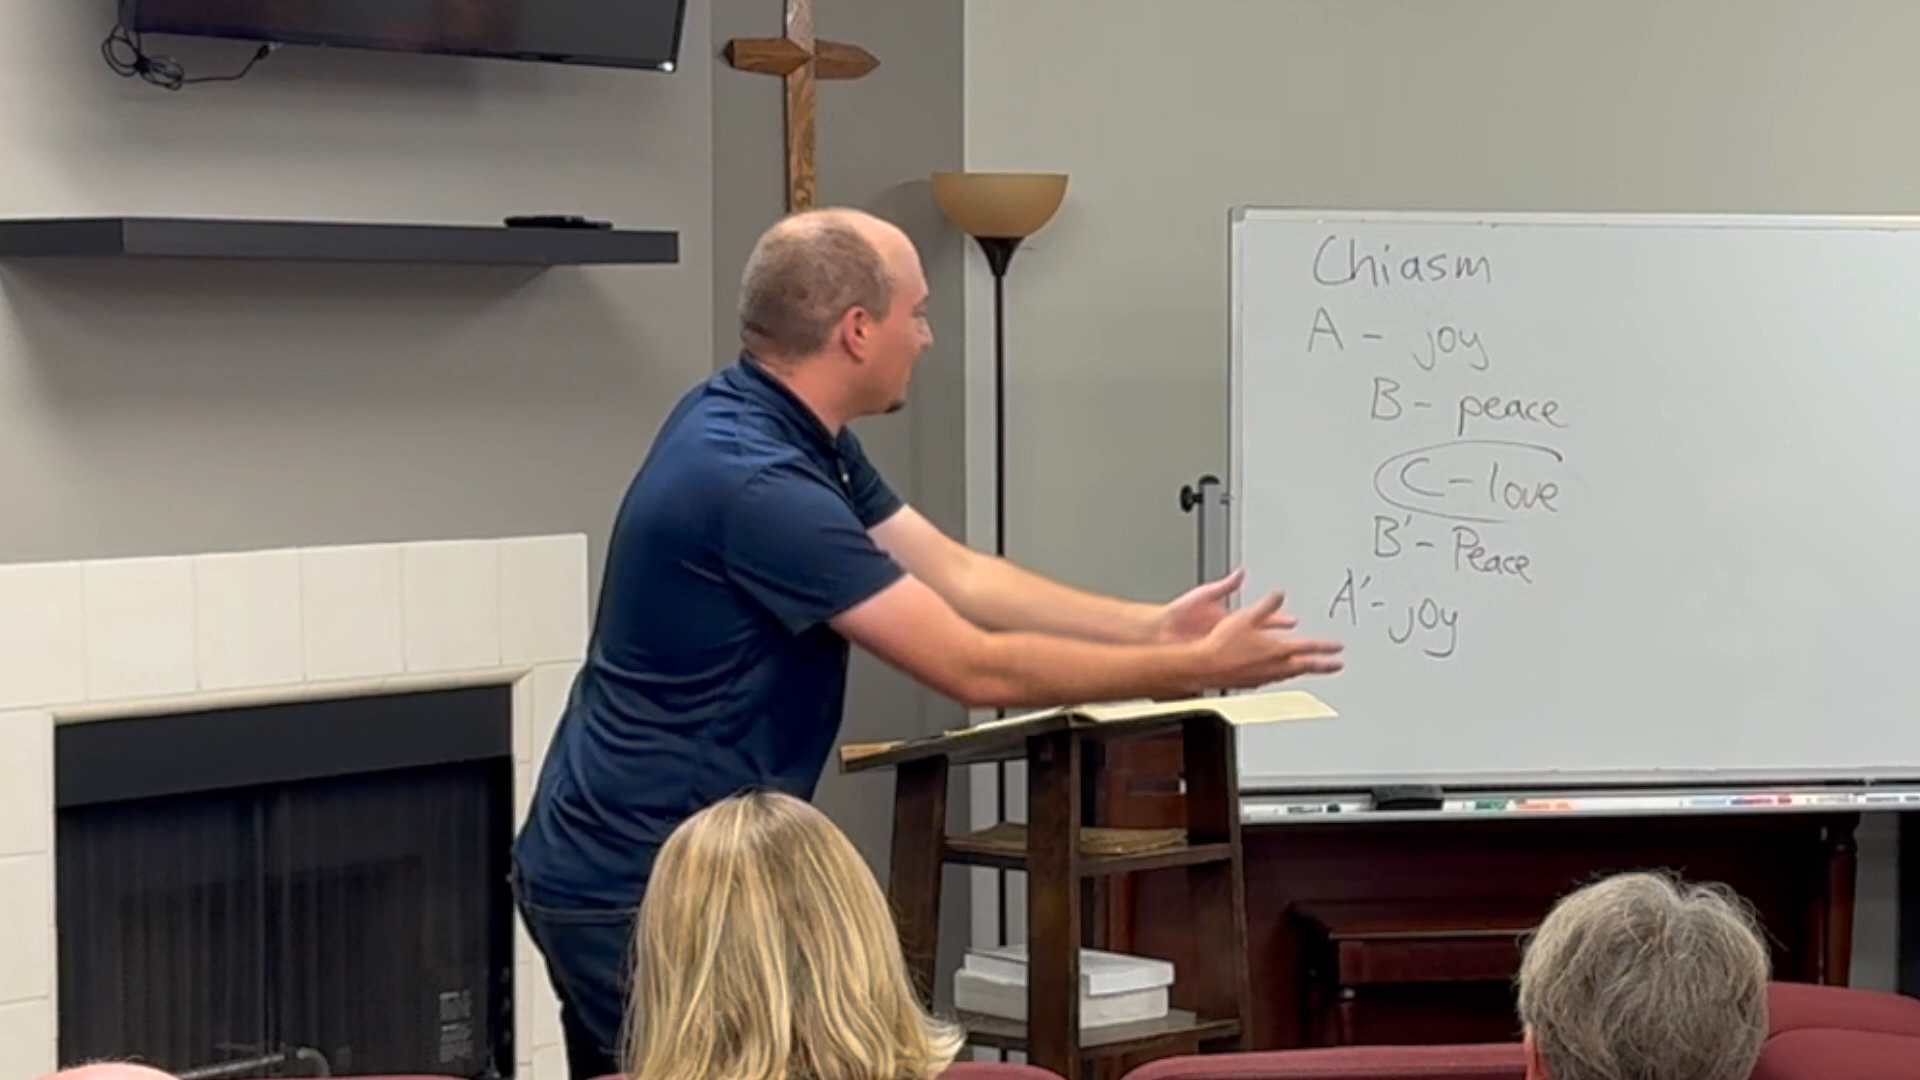 Chiasm
A - joy
B - peace
C - love
B' - Peace
A' - joy